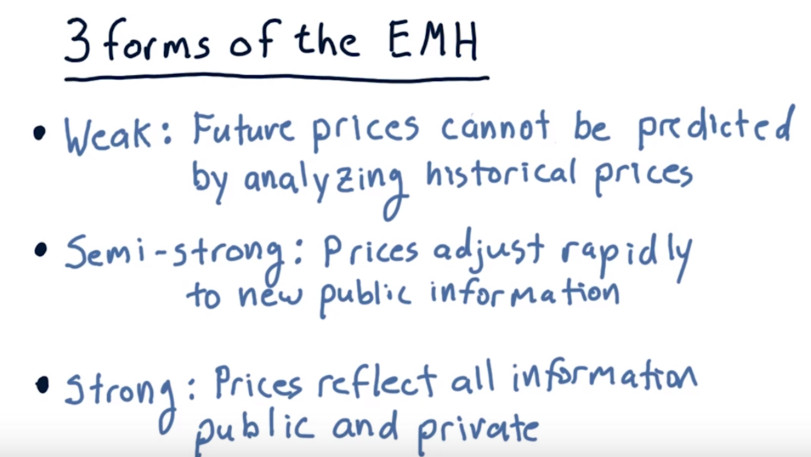 3 forms of the EMH
• Weak: Future prices cannot be predicted
by analyzing historical prices
• Semi-strong: Prices adjust rapidly
to new public information
• Strong: Prices reflect all information
public and private